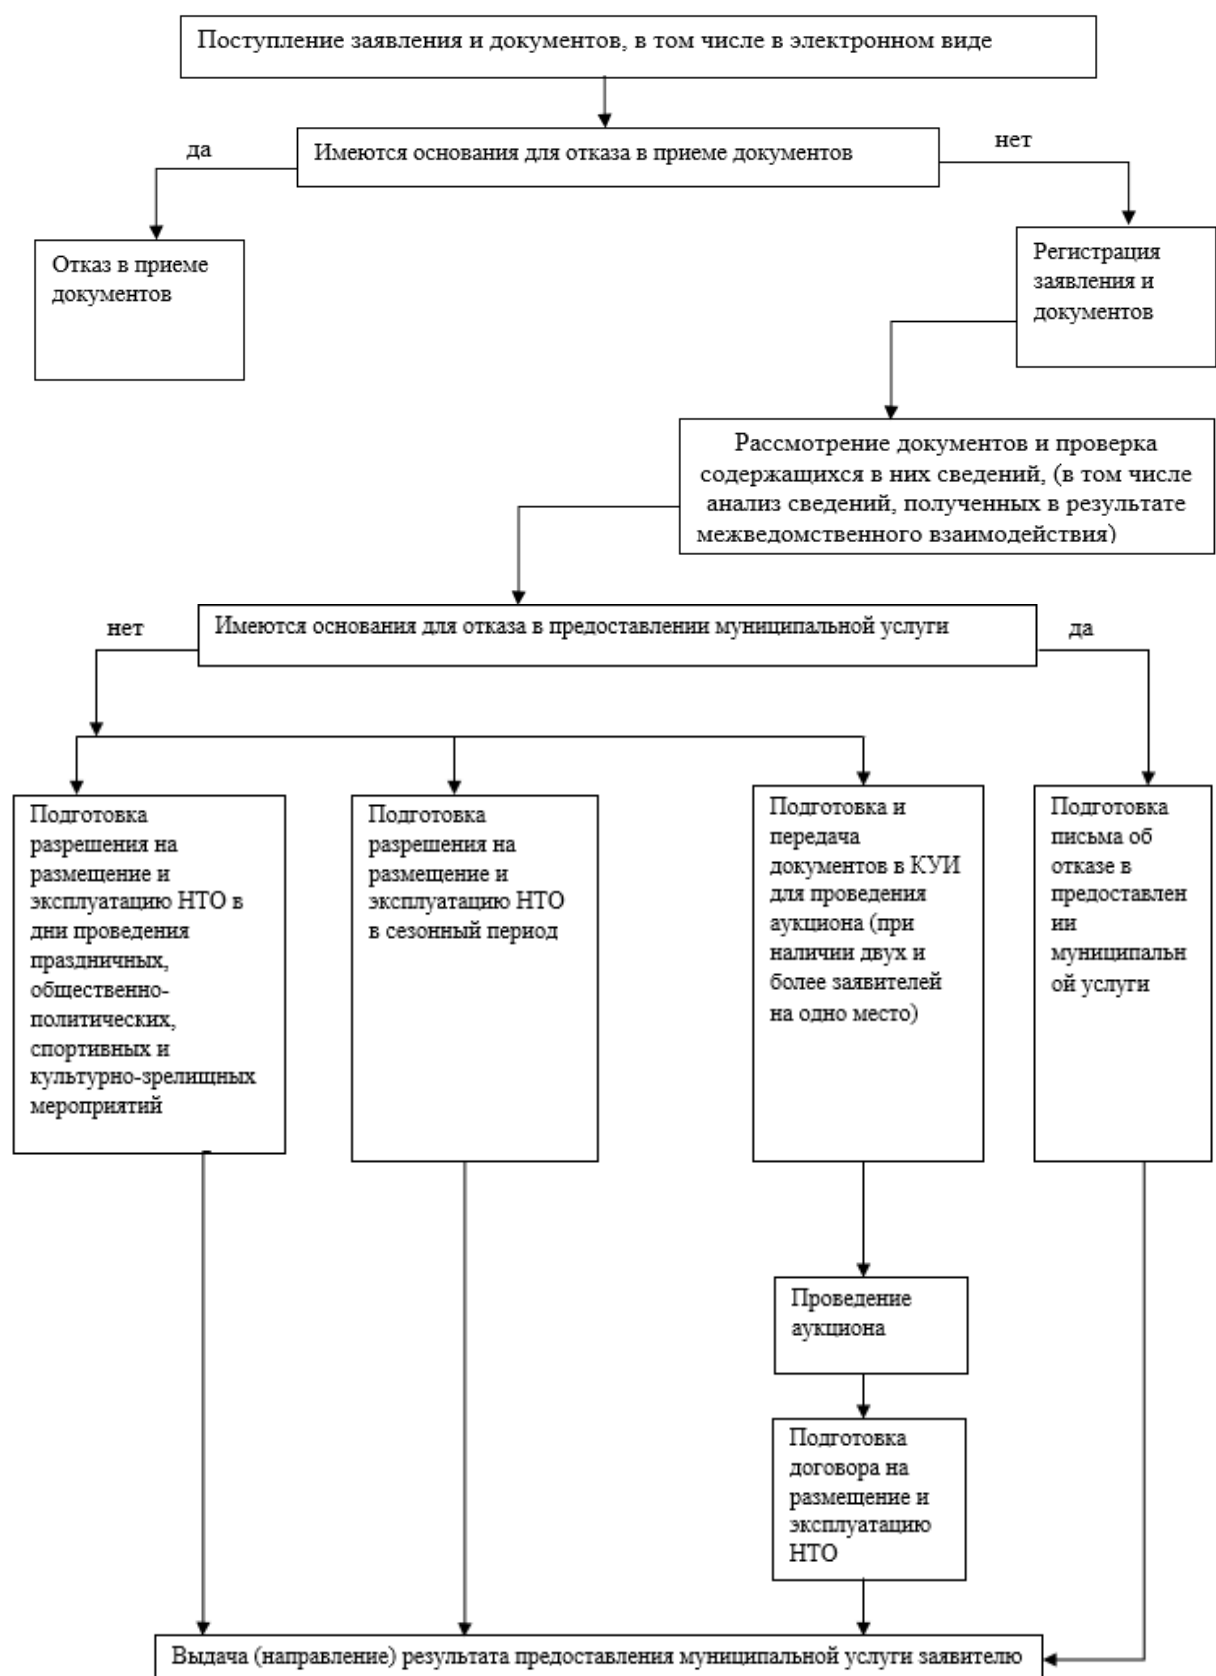 Поступление заявления и документов, в том числе в электронном виде
да
Имеются основания для отказа в приеме документов
нет
Отказ в приеме
документов
Регистрация
заявления и
документов
Рассмотрение документов и проверка
содержащихся в них сведений, (в том числе
анализ сведений, полученных в результате
межведомственного взаимодействия)
нет
Имеются основания для отказа в предоставлении муниципальной услуги
да
Подготовка
разрешения на
размещение и
эксплуатацию НТО в
дни проведения
праздничных,
общественно-
политических,
спортивных и
культурно-зрелищных
мероприятий
Подготовка
разрешения на
размещение и
эксплуатацию НТО
в сезонный период
Подготовка и
передача
документов в КУИ
для проведения
аукциона (при
наличии двух и
более заявителей
на одно место)
Подготовка
письма об
отказе в
предоставлен
ии
муниципальн
ой услуги
Проведение
аукциона
Подготовка
договора на
размещение и
эксплуатацию
НТО
Выдача (направление) результата предоставления муниципальной услуги заявителю